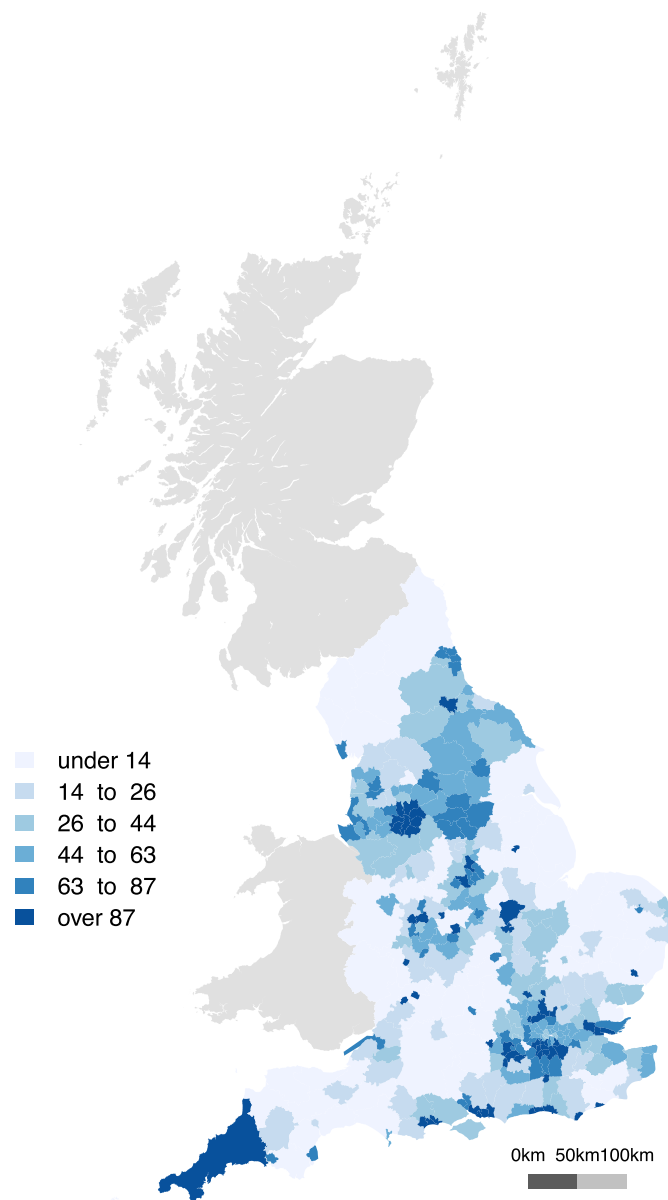 under 14
14 to 26
26 to 44
44 to 63
63 to 87
over 87
0km 50km100km